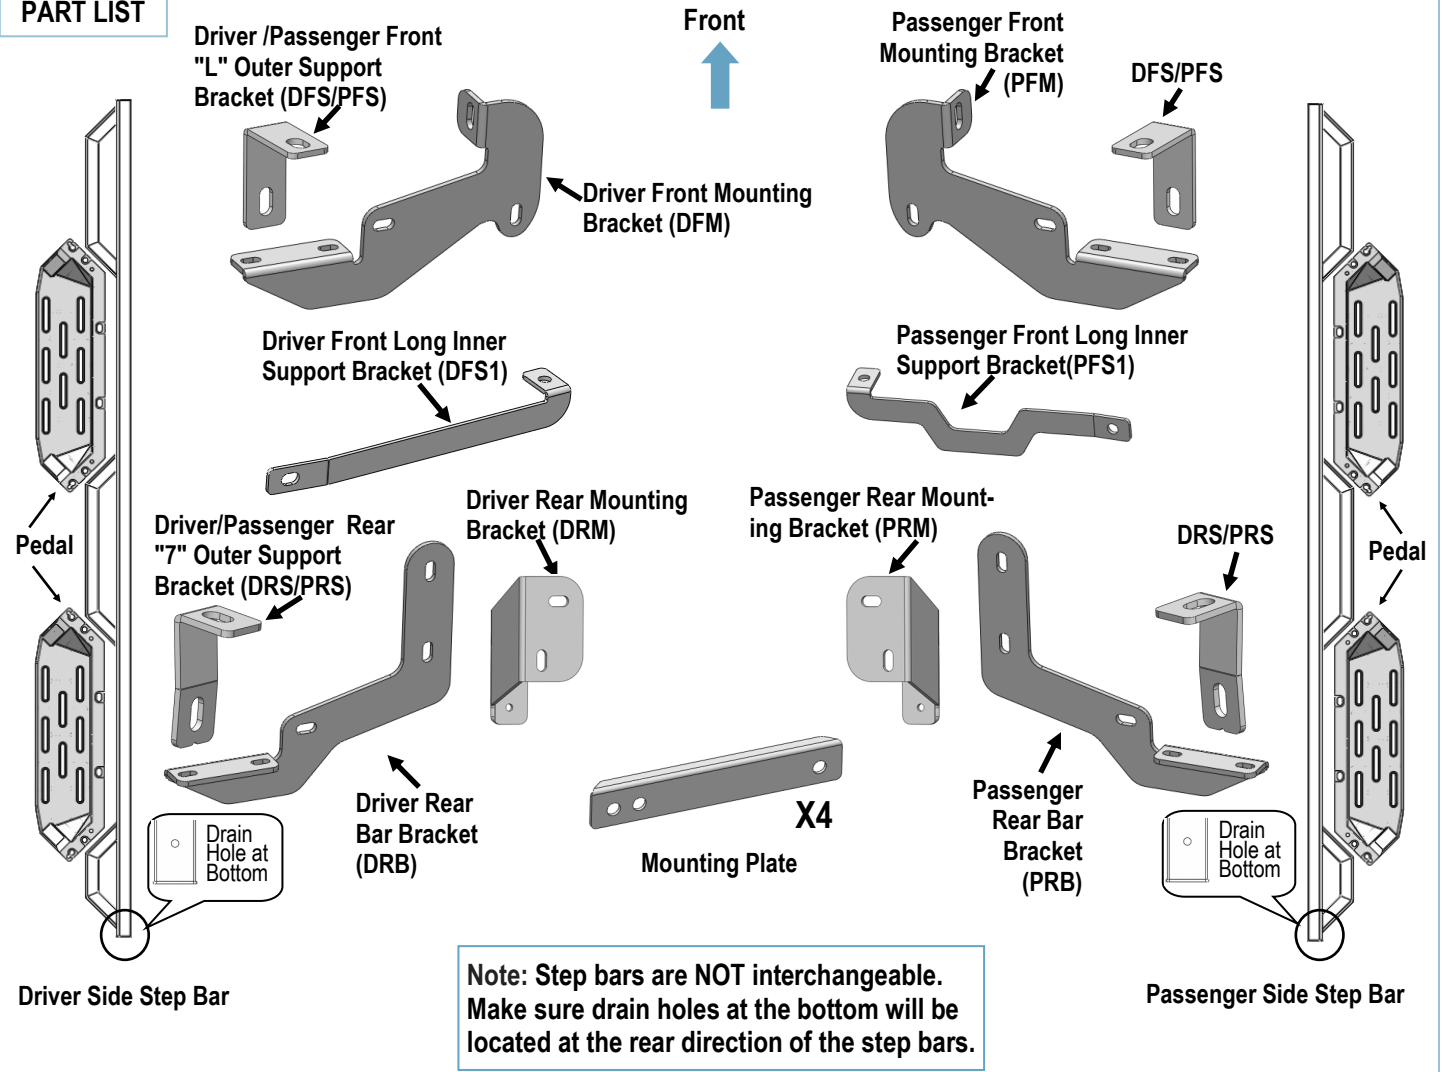 PART LIST
Front
Driver /Passenger Front
"L" Outer Support
Bracket (DFS/PFS)
Passenger Front
Mounting Bracket
(PFM)
DFS/PFS
Driver Front Mounting
Bracket (DFM)
Driver Front Long Inner
Support Bracket (DFS1)
Passenger Front Long Inner
Support Bracket(PFS1)
Pedal
Driver/Passenger Rear
"7" Outer Support
Bracket (DRS/PRS)
Driver Rear Mounting
Bracket (DRM)
Passenger Rear Mount-
ing Bracket (PRM)
DRS/PRS
Pedal
Driver Rear
Bar Bracket
(DRB)
X4
Mounting Plate
Passenger
Rear Bar
Bracket
(PRB)
Drain
Hole at
Bottom
Drain
Hole at
Bottom
Driver Side Step Bar
Note: Step bars are NOT interchangeable.
Make sure drain holes at the bottom will be
located at the rear direction of the step bars.
Passenger Side Step Bar